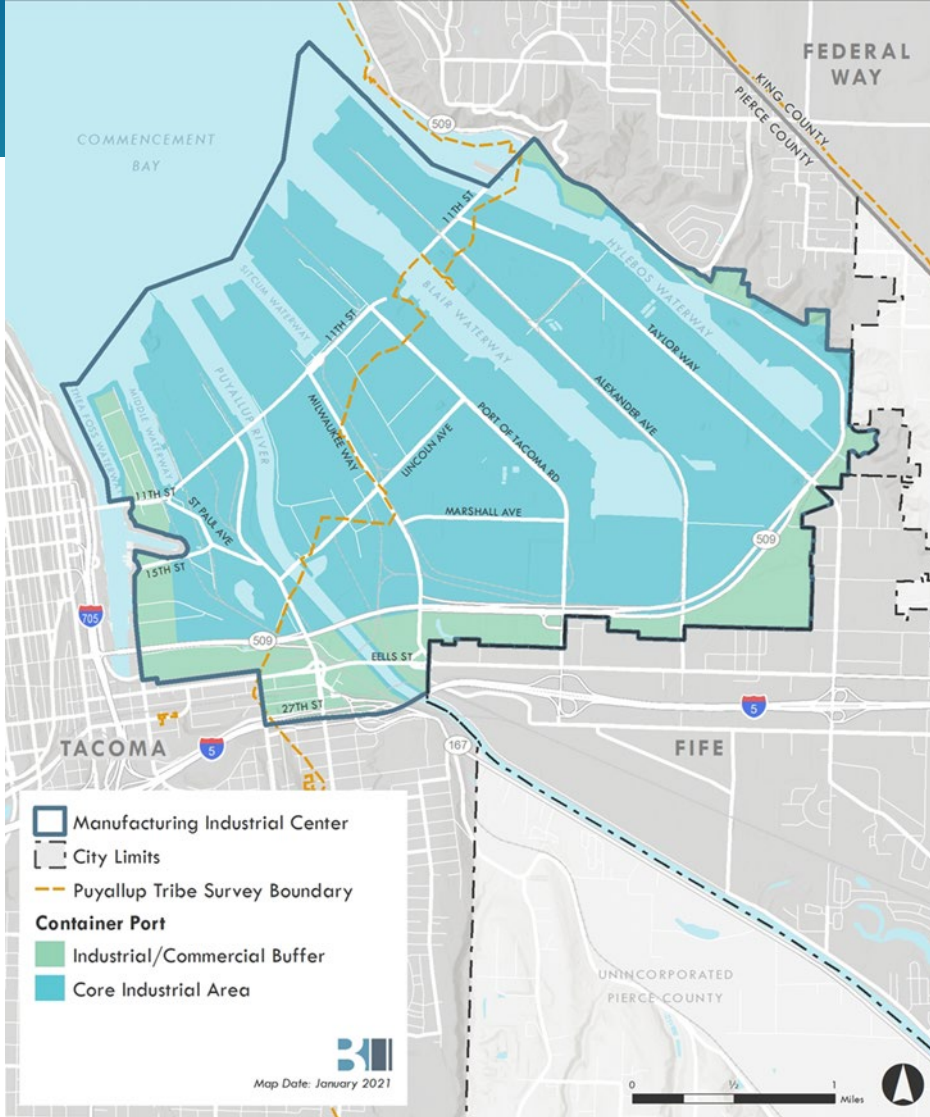 FEDERAL
WAY
KING COUNTY
PIERCE COUNTY
COMMENCEMENT
BAY
509
11TH ST
HYLEBOS WATERWAY
SITCUM WATERWAY
BLAIR WATERWAY
11TH ST
TAYLOR WAY
PUYALLUP RIVER
ALEXANDER AVE
THEA FOSS WATERWAY
MIDDLE WATERWAY
MILWAUKEE WAY
LINCOLN AVE
PORT OF TACOMA RD
11TH ST
ST PAUL AVE
MARSHALL AVE
509
15TH ST
705
509
EELLS ST
27TH ST
5
TACOMA
5
167
FIFE
Manufacturing Industrial Center
City Limits
Puyallup Tribe Survey Boundary
Container Port
Industrial/Commercial Buffer
Core Industrial Area
UNINCORPORATED
PIERCE COUNTY
Map Date: January 2021
0 ½ 1
Miles